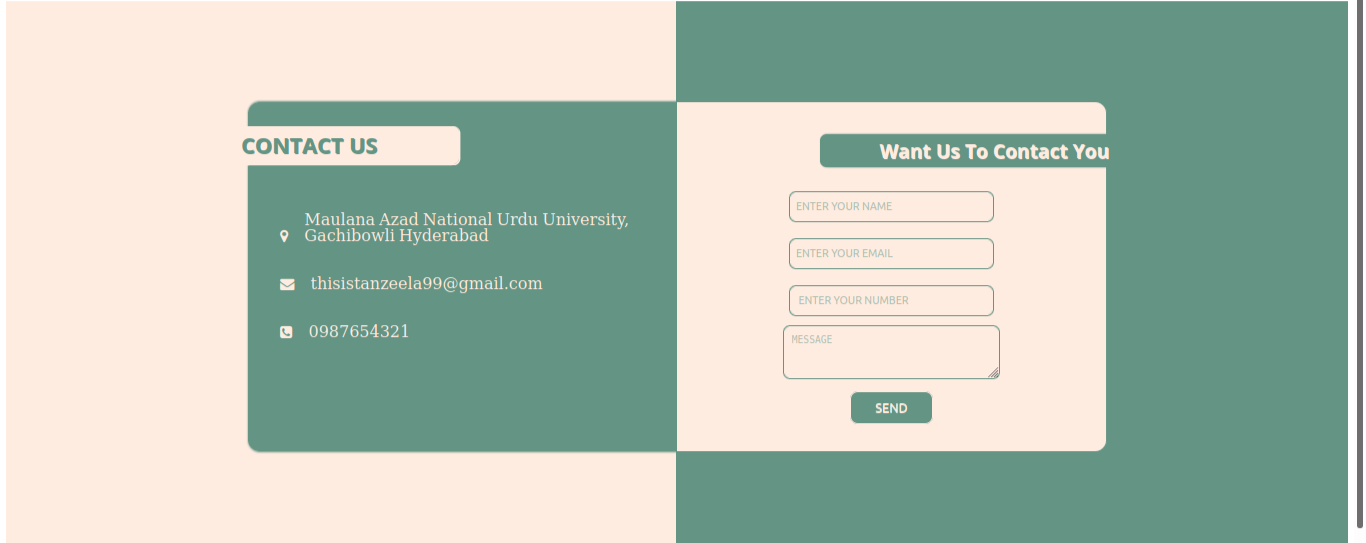 CONTACT US
Maulana Azad National Urdu University,
Gachibowli Hyderabad
thisistanzeela99@gmail.com
0987654321
Want Us To Contact You
ENTER YOUR NAME
ENTER YOUR EMAIL
ENTER YOUR NUMBER
MESSAGE
SEND